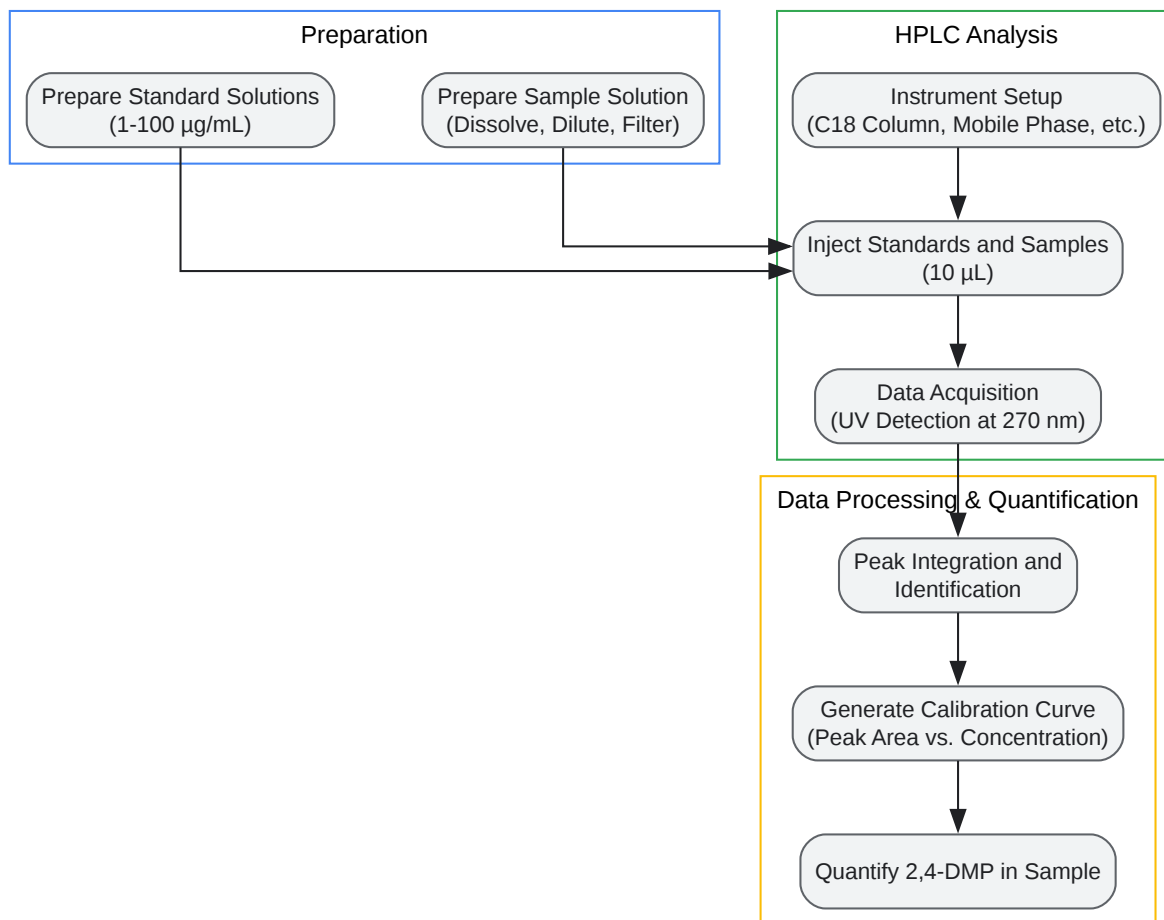 Preparation
Prepare Standard Solutions
(1-100 µg/mL)
Prepare Sample Solution
(Dissolve, Dilute, Filter)
HPLC Analysis
Instrument Setup
(C18 Column, Mobile Phase, etc.)
Inject Standards and Samples
(10 µL)
Data Acquisition
(UV Detection at 270 nm)
Data Processing & Quantification
Peak Integration and
Identification
Generate Calibration Curve
(Peak Area vs. Concentration)
Quantify 2,4-DMP in Sample